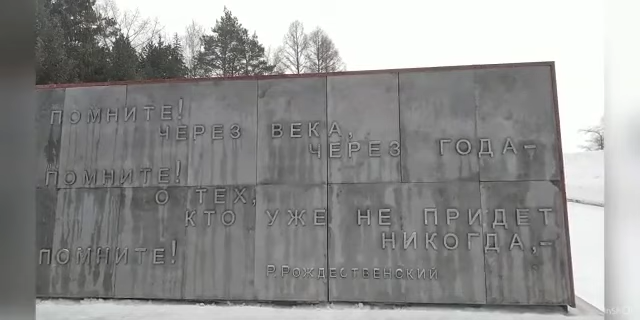 ПОМНИТЕ!
ЧЕРЕЗ ВЕКА,
ЧЕРЕЗ ГОДА–
ПОМНИТЕ!
О ТЕХ,
КТО УЖЕ НЕ ПРИДЕТ
НИКОГДА,–
ПОМНИТЕ!
Р.РОЖДЕСТВЕНСКИЙ